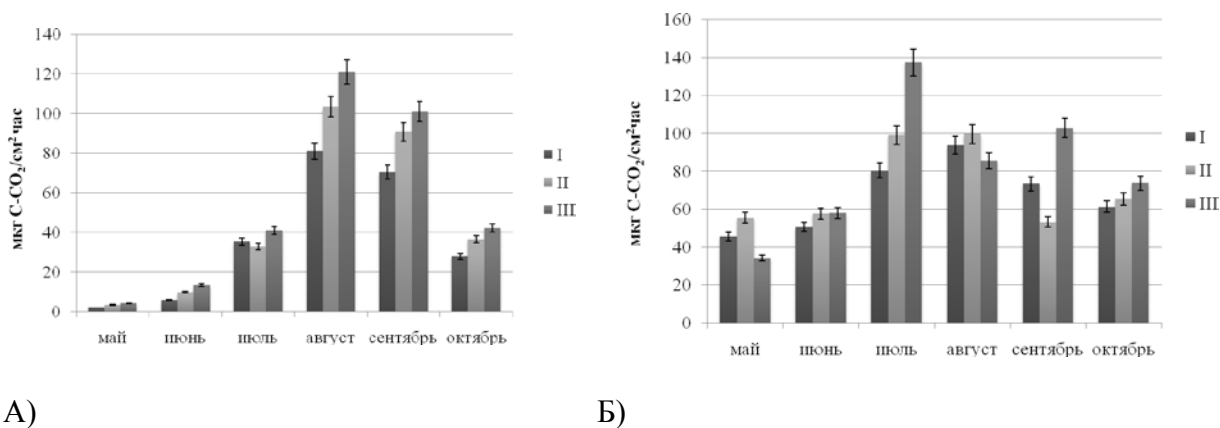 140
120
100
80
60
40
20
0
мкг С-СО₂/см² час
май июнь июль август сентябрь октябрь
I
II
III
А)
160
140
120
100
80
60
40
20
0
мкг С-СО₂/см²час
май июнь июль август сентябрь октябрь
I
II
III
Б)